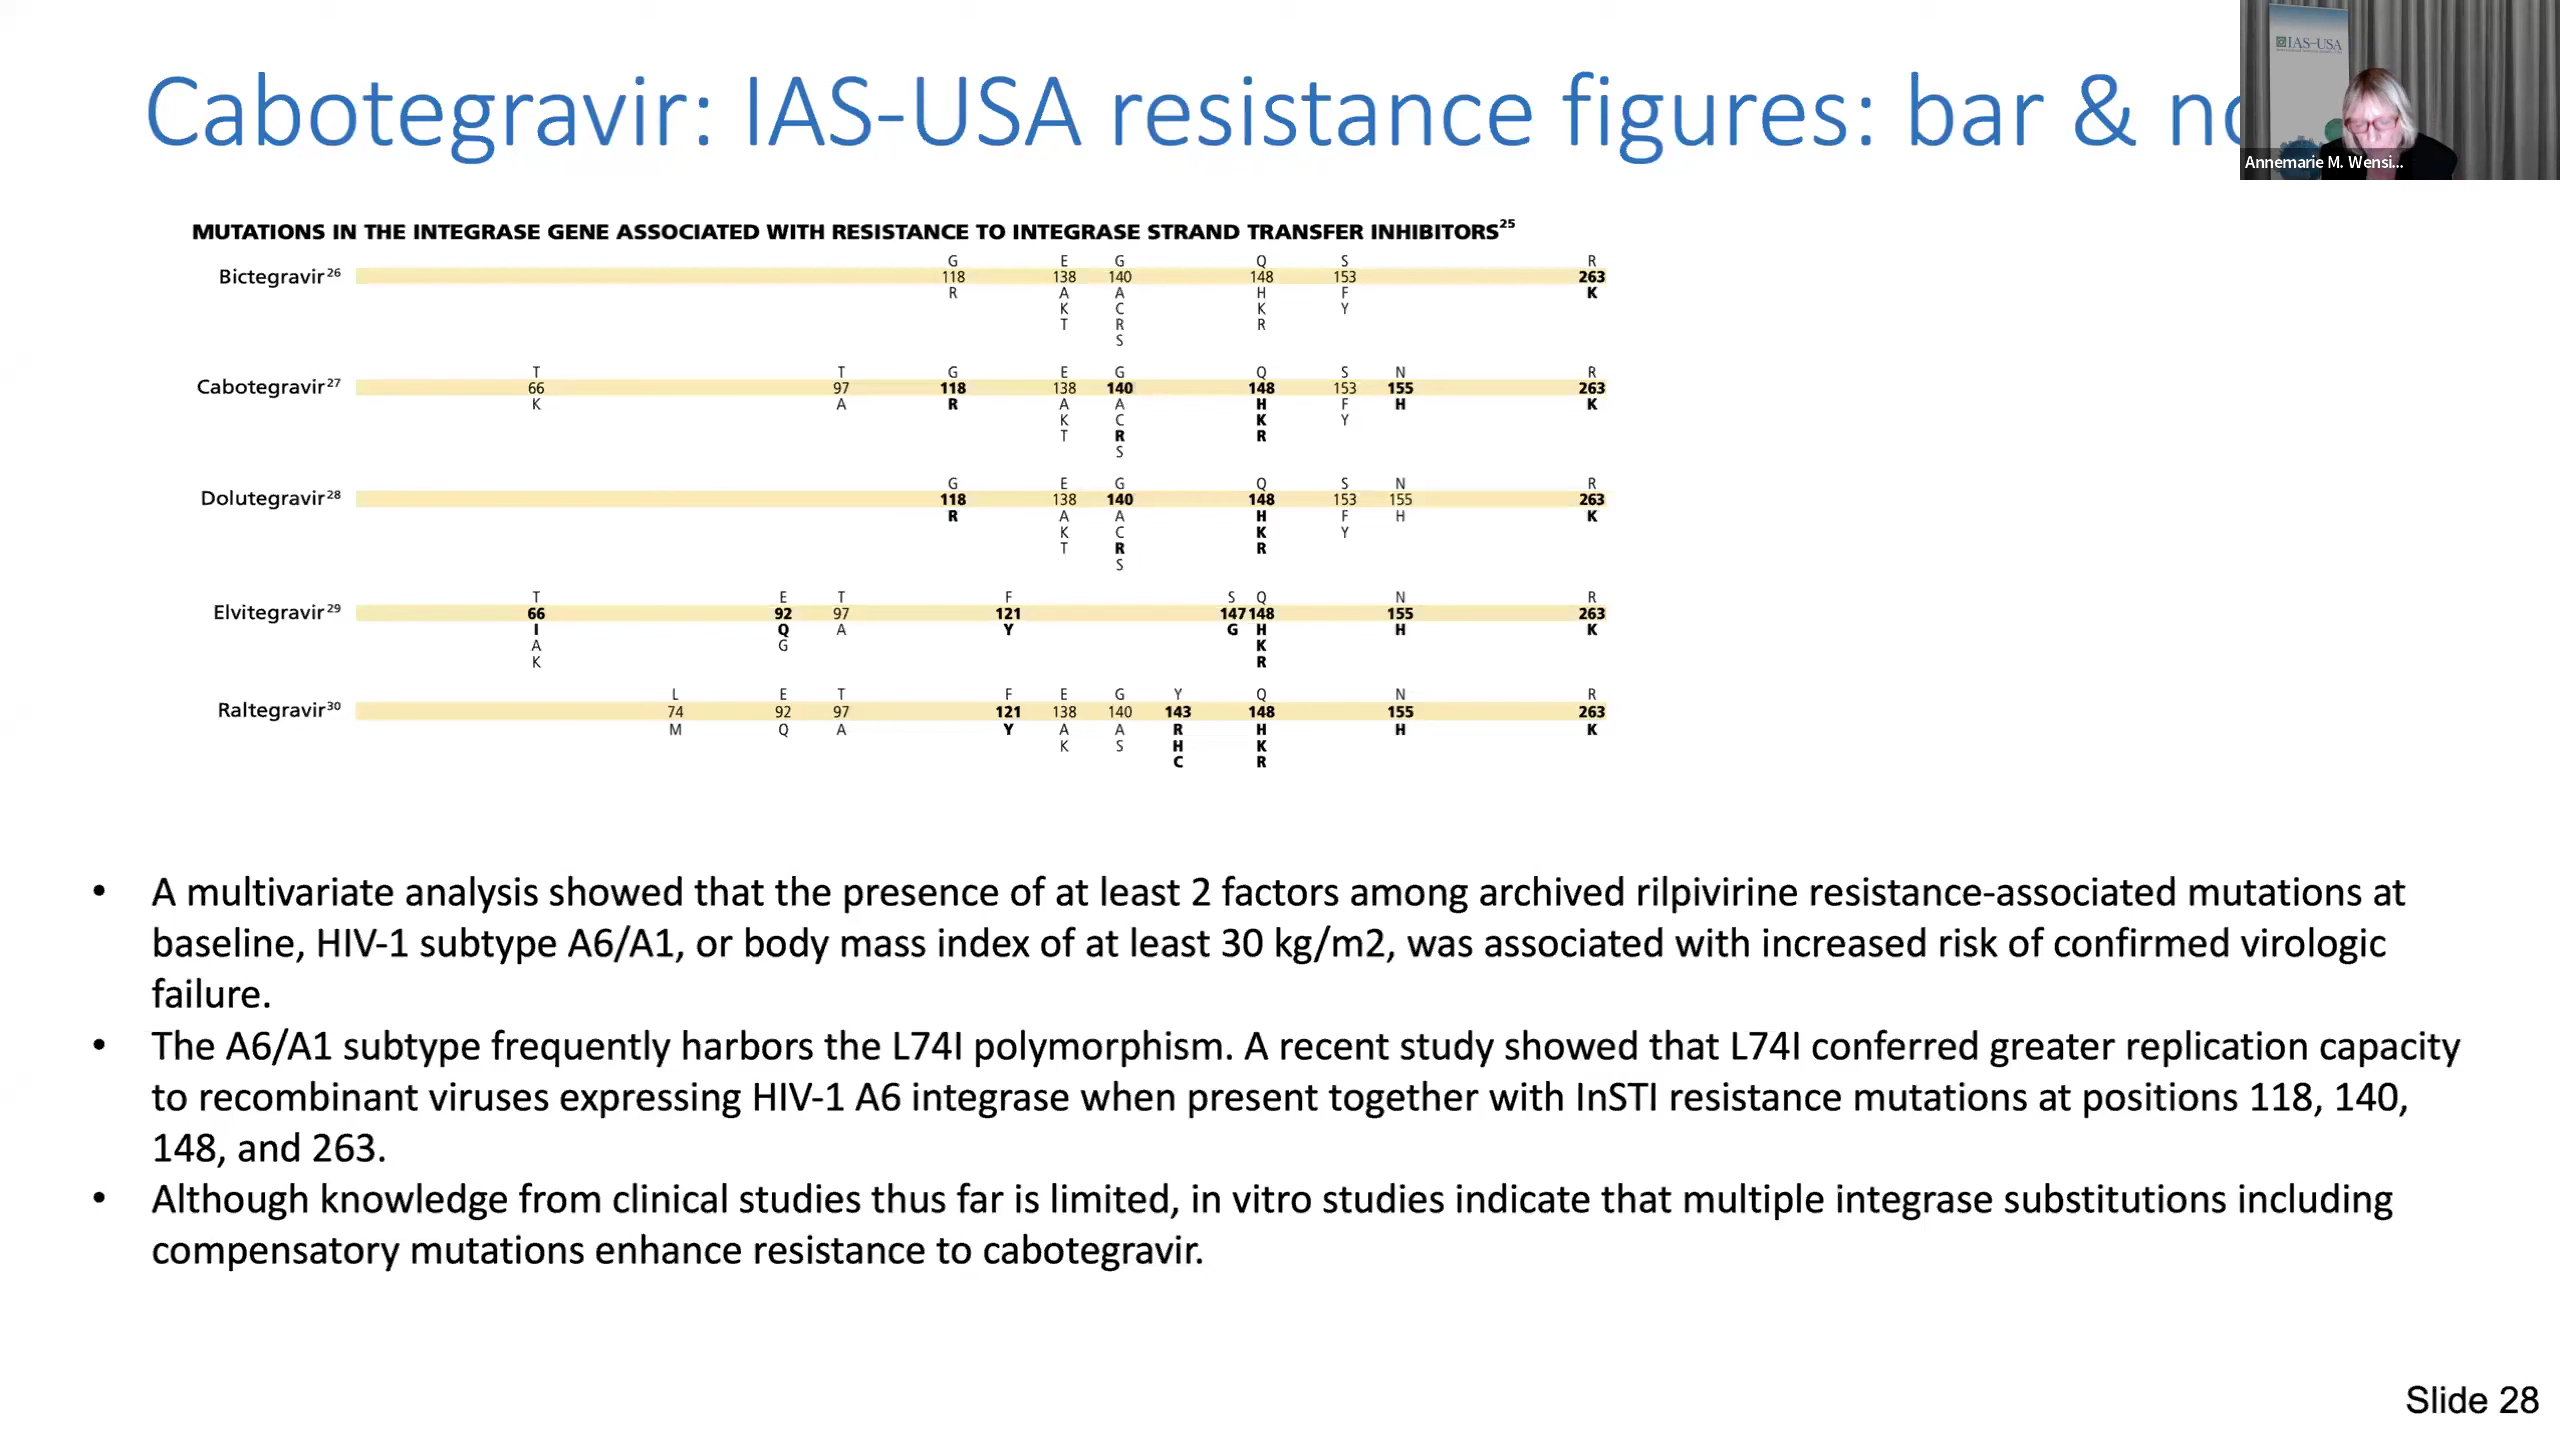 IAS-USA
Cabotegravir: IAS-USA resistance figures: bar &
Annemarie M. Wensi...
MUTATIONS IN THE INTEGRASE GENE ASSOCIATED WITH RESISTANCE TO INTEGRASE STRAND TRANSFER INHIBITORS25
G E G Q S R
Bictegravir26 118 138 140 148 153 263
R A A H F K
K C K Y
T R R
S
T T G E G Q S N R
Cabotegravir27 66 97 118 138 140 148 153 155 263
K A R A A H F H K
K C K Y
T R R
S
G E G Q S N R
Dolutegravir28 118 138 140 148 153 155 263
R A A H F H K
K C K Y
T R R
S
T E T F S Q N R
Elvitegravir29 66 92 97 121 147 148 155 263
I Q A Y G H H K
A G K
K R
L E T F E G Y Q N R
Raltegravir30 74 92 97 121 138 140 143 148 155 263
M Q A Y A A R H H K
K S H K
C R
• A multivariate analysis showed that the presence of at least 2 factors among archived rilpivirine resistance-associated mutations at
baseline, HIV-1 subtype A6/A1, or body mass index of at least 30 kg/m2, was associated with increased risk of confirmed virologic
failure.
• The A6/A1 subtype frequently harbors the L74I polymorphism. A recent study showed that L74I conferred greater replication capacity
to recombinant viruses expressing HIV-1 A6 integrase when present together with InSTI resistance mutations at positions 118, 140,
148, and 263.
• Although knowledge from clinical studies thus far is limited, in vitro studies indicate that multiple integrase substitutions including
compensatory mutations enhance resistance to cabotegravir.
Slide 28